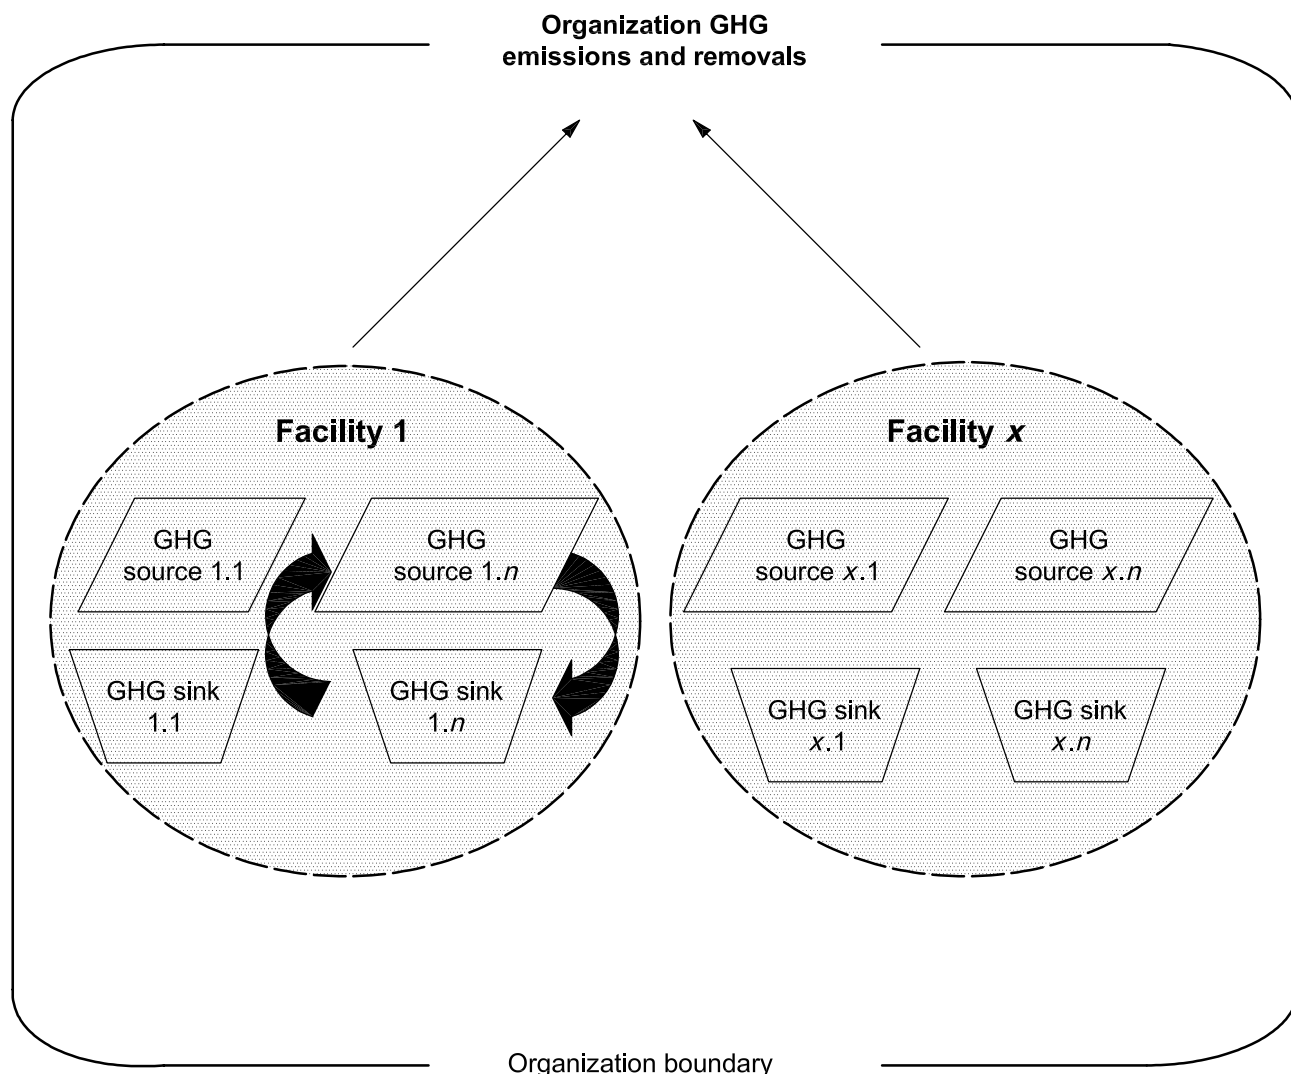 Organization GHG
emissions and removals
Facility 1
GHG
source 1.1
GHG
source 1.n
GHG sink
1.1
GHG sink
1.n
Facility x
GHG
source x.1
GHG
source x.n
GHG sink
x.1
GHG sink
x.n
Organization boundary